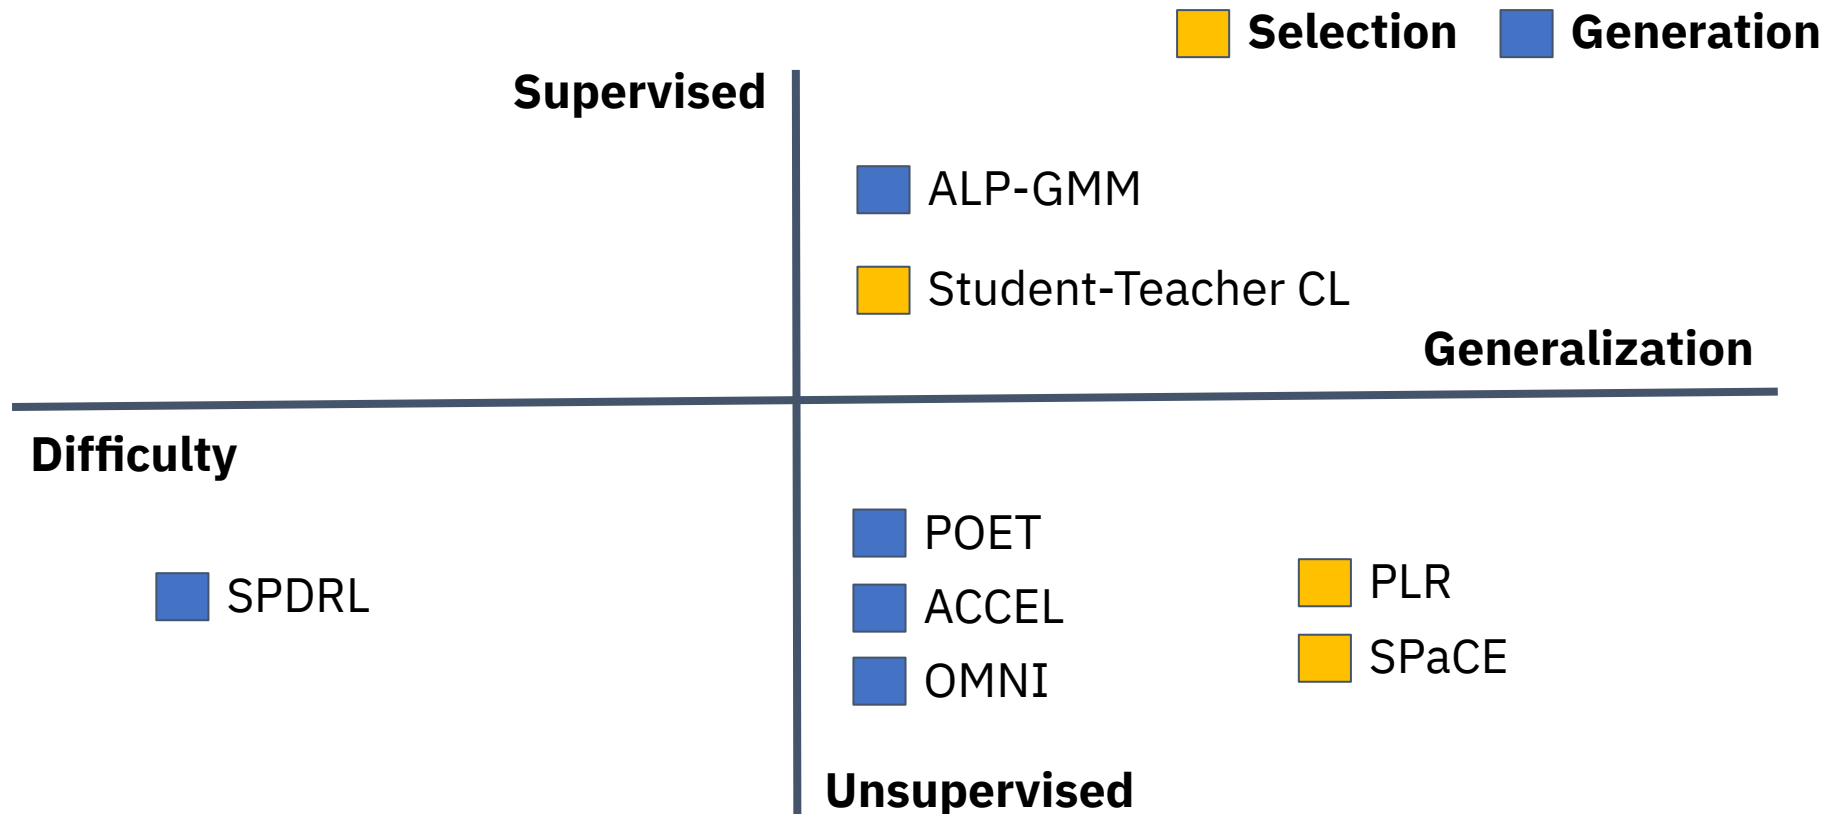 Selection
Generation
Supervised
ALP-GMM
Student-Teacher CL
Generalization
Difficulty
POET
PLR
SPDRL
ACCEL
SPaCE
OMNI
Unsupervised